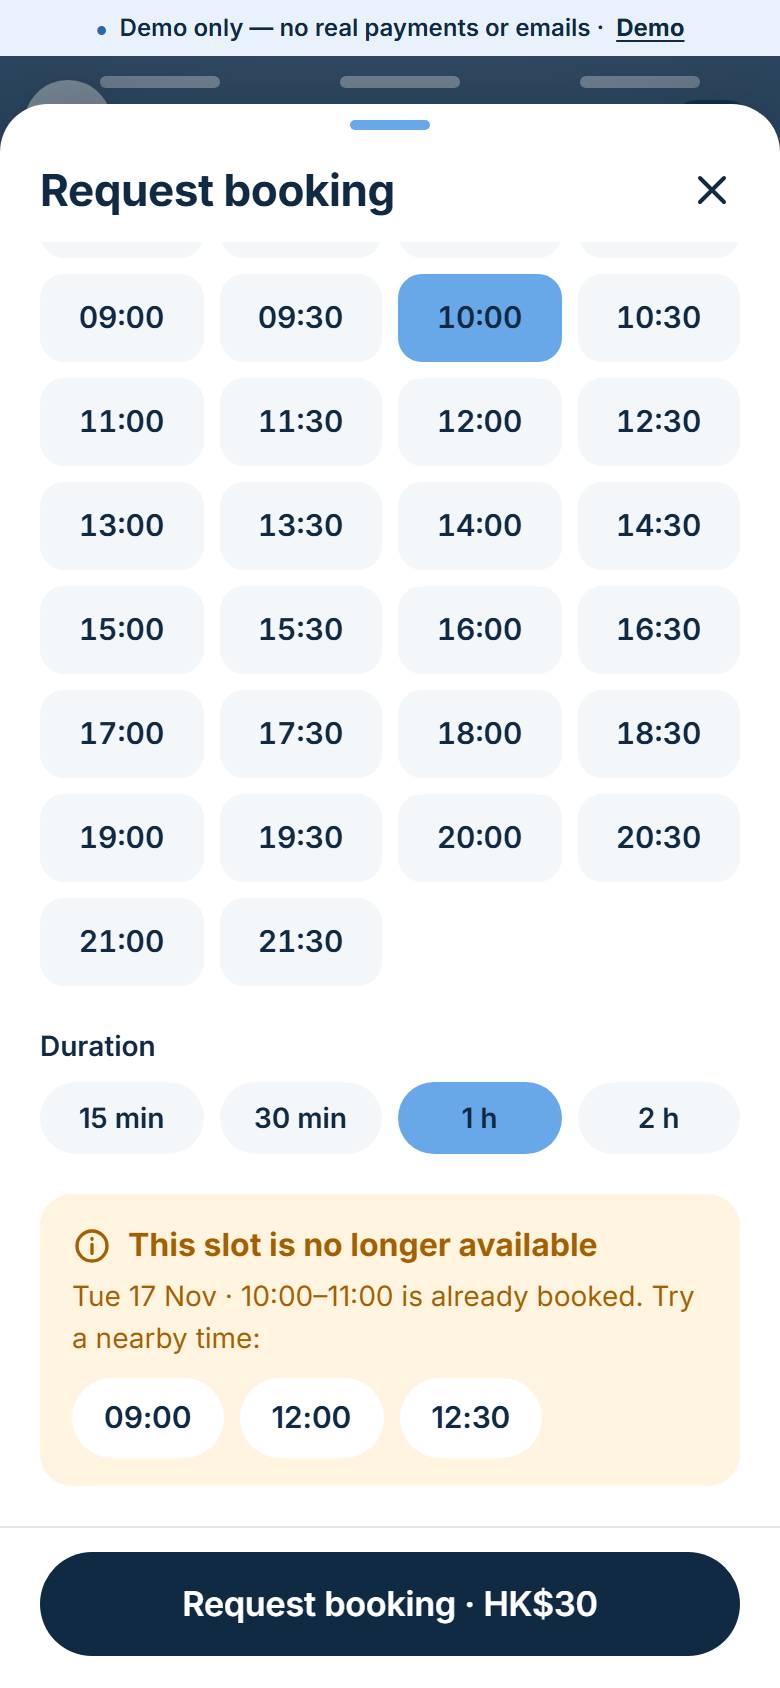 Demo only — no real payments or emails · Demo
Request booking
09:00 09:30 10:00 10:30
11:00 11:30 12:00 12:30
13:00 13:30 14:00 14:30
15:00 15:30 16:00 16:30
17:00 17:30 18:00 18:30
19:00 19:30 20:00 20:30
21:00 21:30
Duration
15 min 30 min 1 h 2 h
This slot is no longer available
Tue 17 Nov · 10:00–11:00 is already booked. Try
a nearby time:
09:00 12:00 12:30
Request booking · HK$30